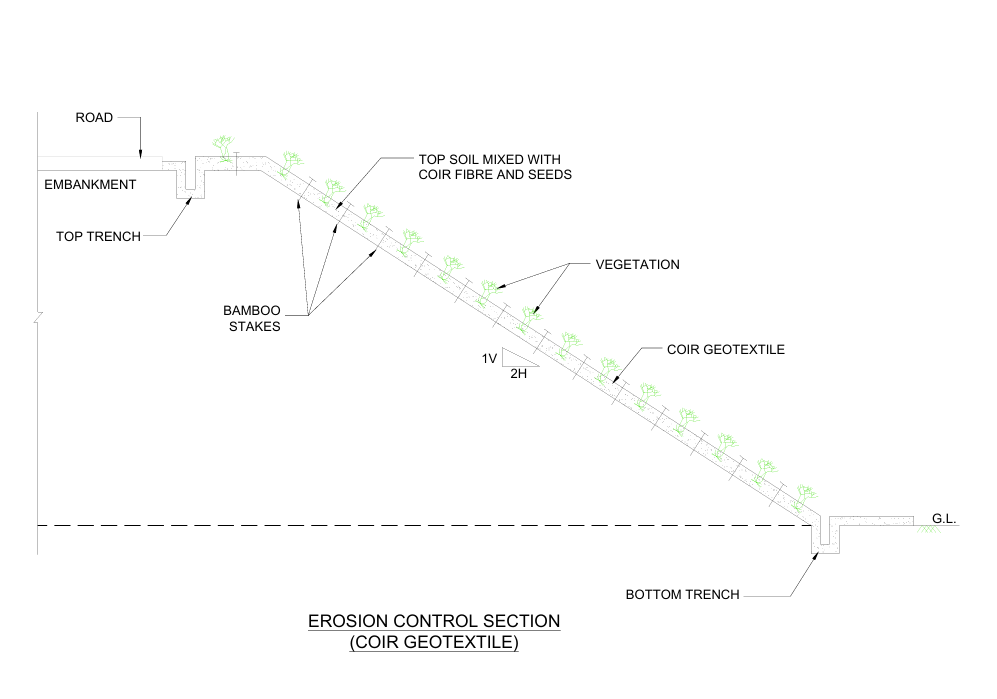 ROAD
EMBANKMENT
TOP TRENCH
TOP SOIL MIXED WITH
COIR FIBRE AND SEEDS
VEGETATION
BAMBOO
STAKES
COIR GEOTEXTILE
1V
2H
G.L.
BOTTOM TRENCH
EROSION CONTROL SECTION
(COIR GEOTEXTILE)